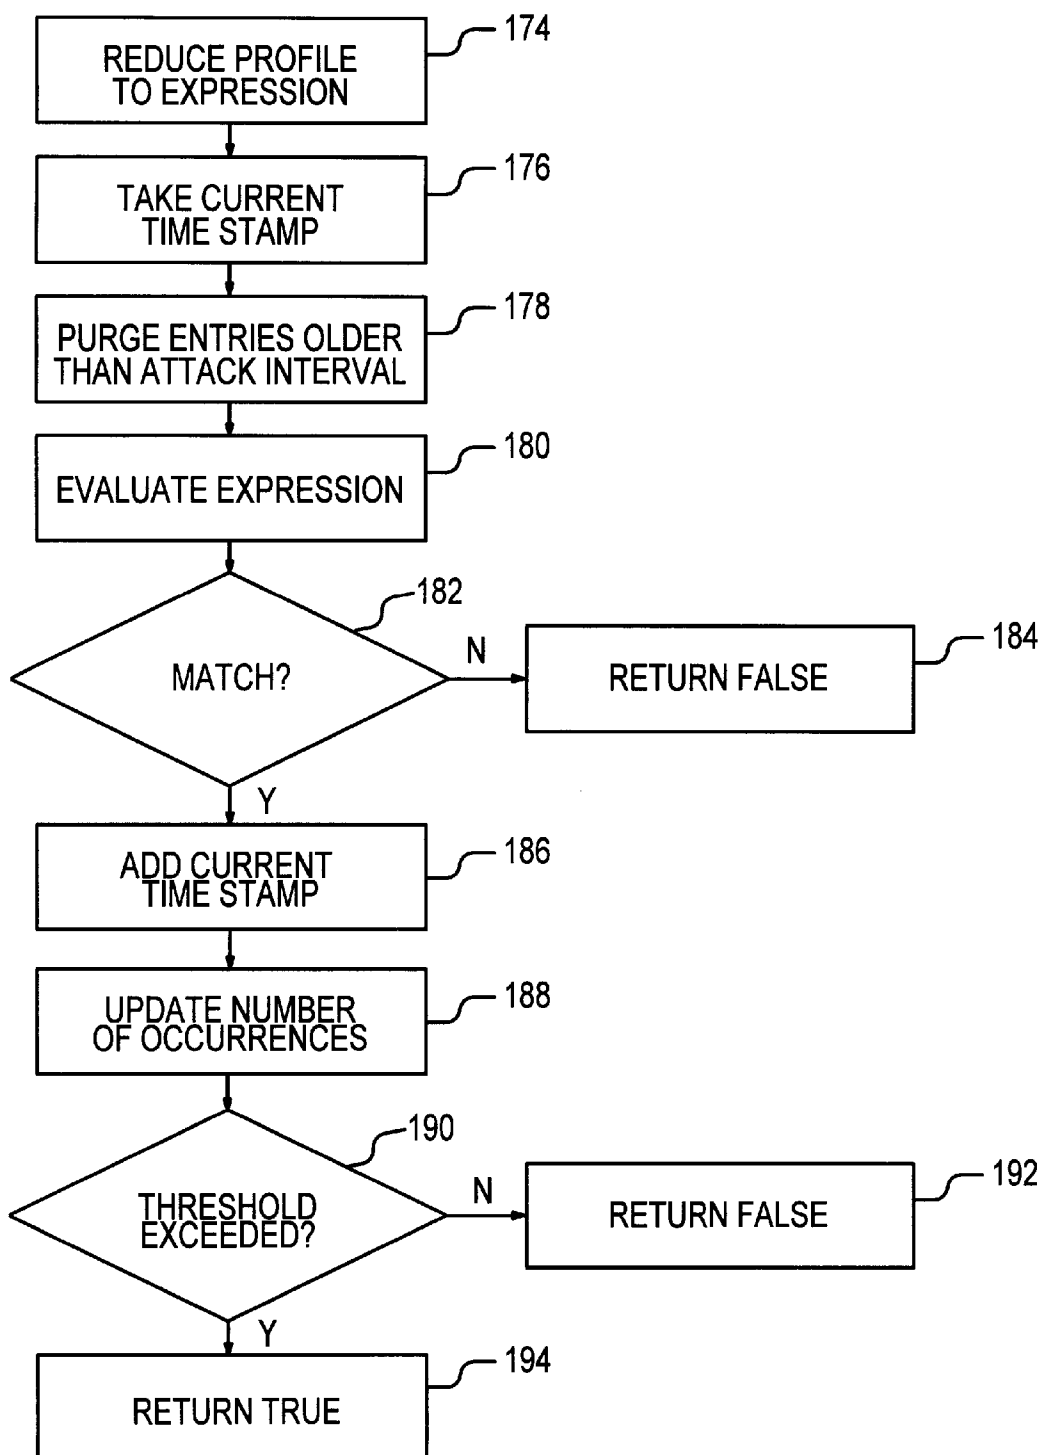 REDUCE PROFILE
TO EXPRESSION
174
TAKE CURRENT
TIME STAMP
176
PURGE ENTRIES OLDER
THAN ATTACK INTERVAL
178
EVALUATE EXPRESSION
180
MATCH?
182
N
RETURN FALSE
184
Y
ADD CURRENT
TIME STAMP
186
UPDATE NUMBER
OF OCCURRENCES
188
THRESHOLD
EXCEEDED?
190
N
RETURN FALSE
192
Y
RETURN TRUE
194